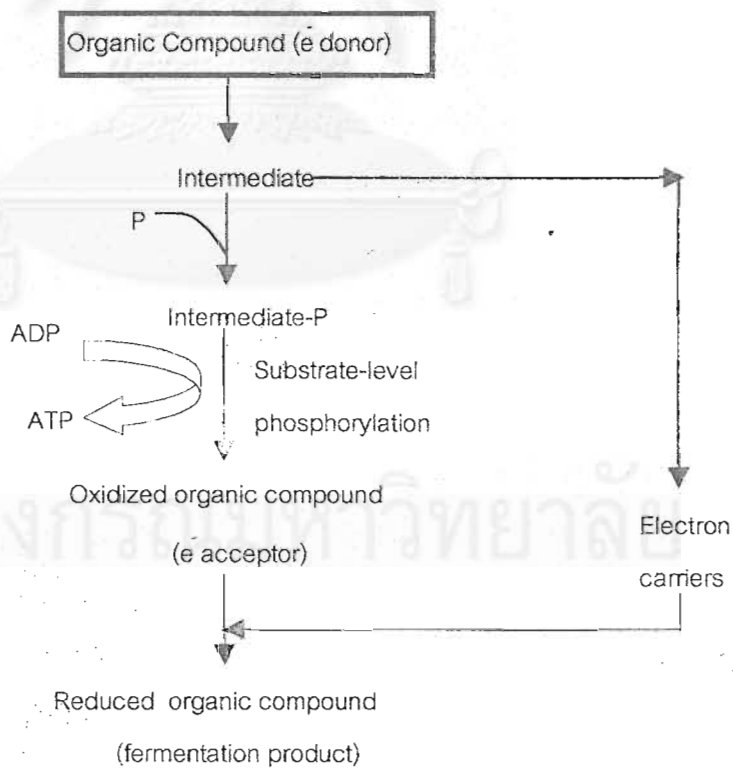 Organic Compound (ē donor)
Intermediate
P
Intermediate-P
ADP
Substrate-level
ATP
phosphorylation
Oxidized organic compound
(ē acceptor)
Electron
carriers
Reduced organic compound
(fermentation product)